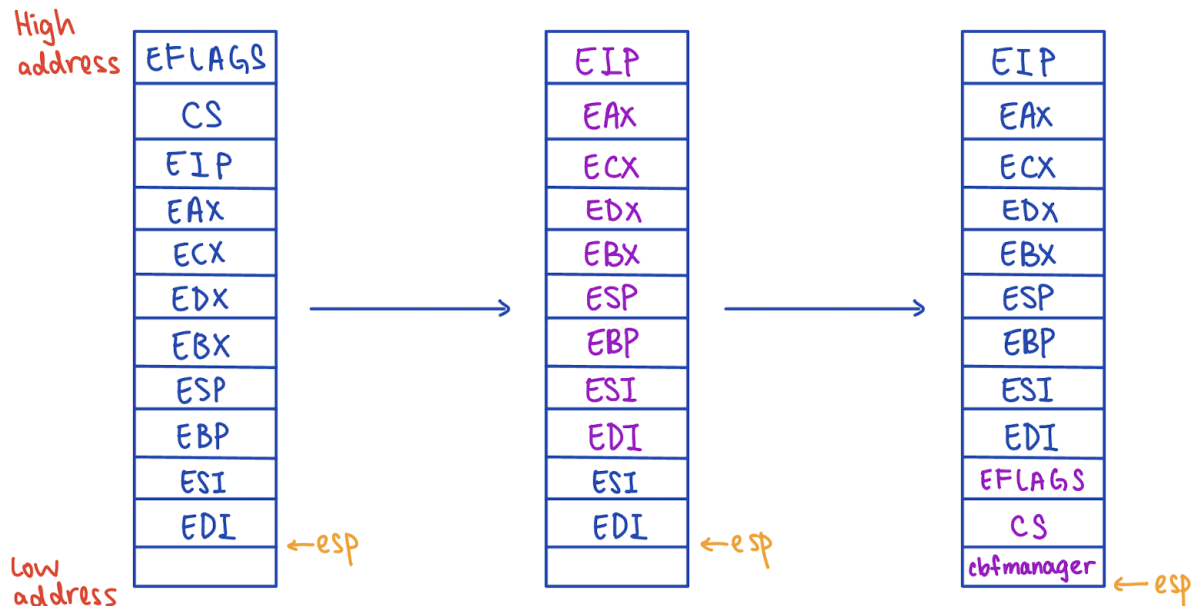 High
address
EFLAGS
CS
EIP
EAX
ECX
EDX
EBX
ESP
EBP
ESI
EDI
←esp
Low
address
EIP
EAX
ECX
EDX
EBX
ESP
EBP
ESI
EDI
ESI
EDI
←esp
EIP
EAX
ECX
EDX
EBX
ESP
EBP
ESI
EDI
EFLAGS
CS
cbfmanager
←esp